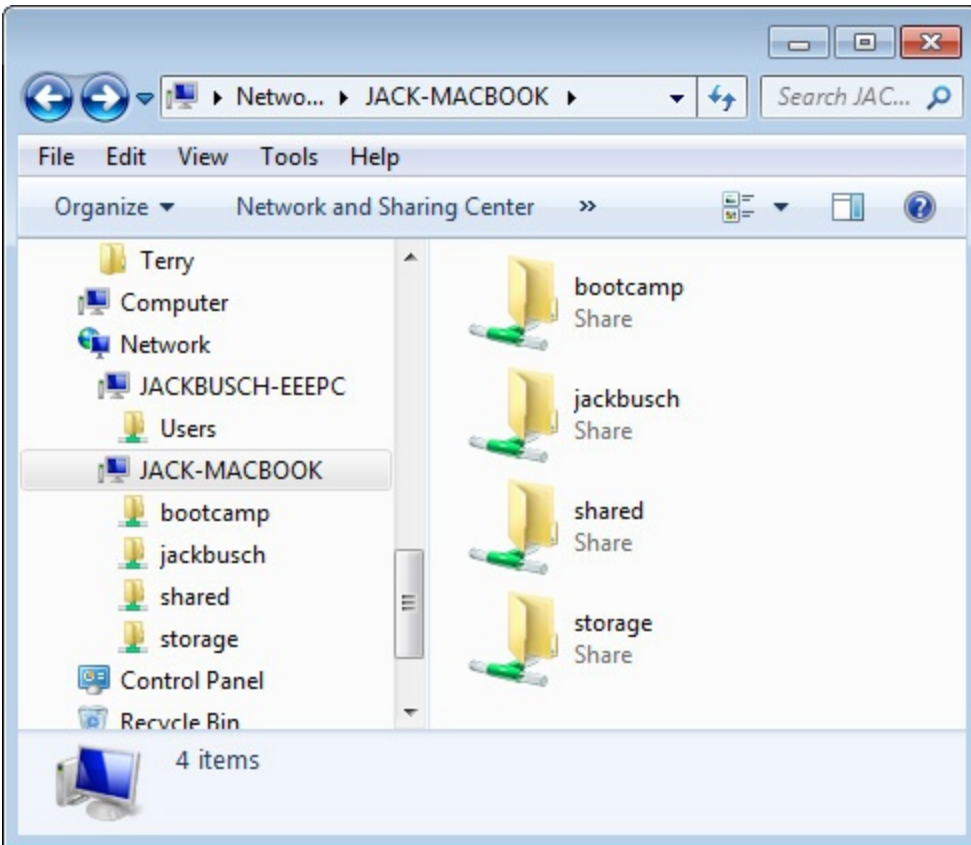 Netwo... JACK-MACBOOK Search JAC...
File Edit View Tools Help
Organize Network and Sharing Center »
Terry
Computer
Network
JACKBUSCH-EEEPC
Users
JACK-MACBOOK
bootcamp
jackbusch
shared
storage
Control Panel
Recycle Bin
bootcamp
Share
jackbusch
Share
shared
Share
storage
Share
4 items